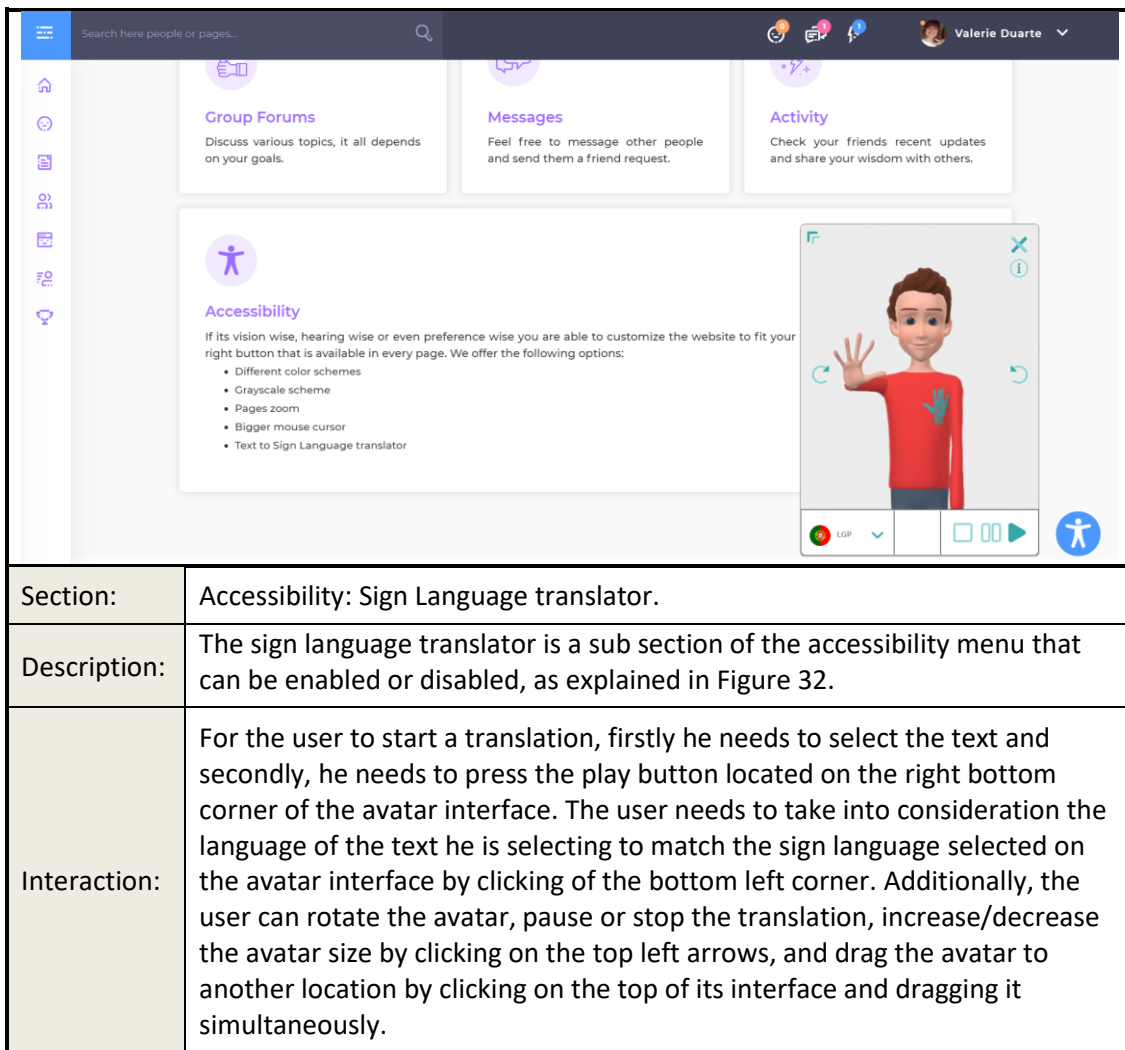 Search here people or pages...
9
1
1
Valerie Duarte
Group Forums
Discuss various topics, it all depends
on your goals.
Messages
Feel free to message other people
and send them a friend request.
Activity
Check your friends recent updates
and share your wisdom with others.
Accessibility
If its vision wise, hearing wise or even preference wise you are able to customize the website to fit your
right button that is available in every page. We offer the following options:
• Different color schemes
• Grayscale scheme
• Pages zoom
• Bigger mouse cursor
• Text to Sign Language translator
i
LGP
Section:
Accessibility: Sign Language translator.
Description:
The sign language translator is a sub section of the accessibility menu that
can be enabled or disabled, as explained in Figure 32.
Interaction:
For the user to start a translation, firstly he needs to select the text and
secondly, he needs to press the play button located on the right bottom
corner of the avatar interface. The user needs to take into consideration the
language of the text he is selecting to match the sign language selected on
the avatar interface by clicking of the bottom left corner. Additionally, the
user can rotate the avatar, pause or stop the translation, increase/decrease
the avatar size by clicking on the top left arrows, and drag the avatar to
another location by clicking on the top of its interface and dragging it
simultaneously.